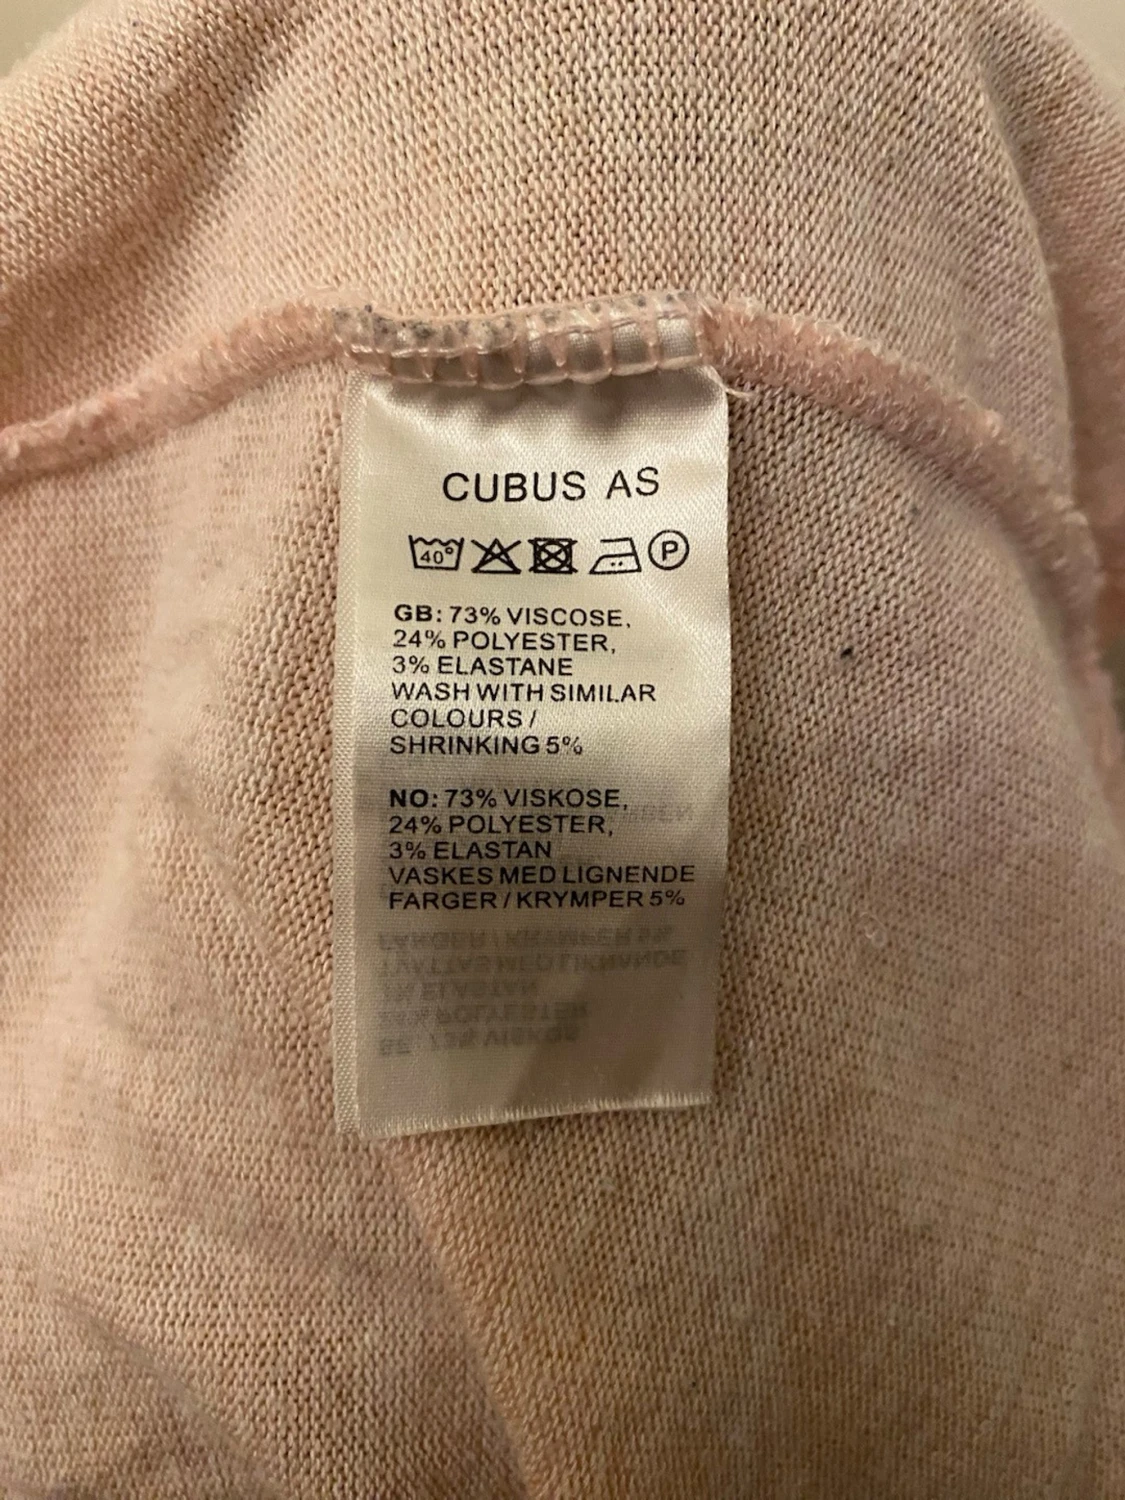 CUBUS AS
40° P
GB: 73% VISCOSE,
24% POLYESTER,
3% ELASTANE
WASH WITH SIMILAR
COLOURS /
SHRINKING 5%
NO: 73% VISKOSE,
24% POLYESTER,
3% ELASTAN
VASKES MED LIGNENDE
FARGER / KRYMPER 5%